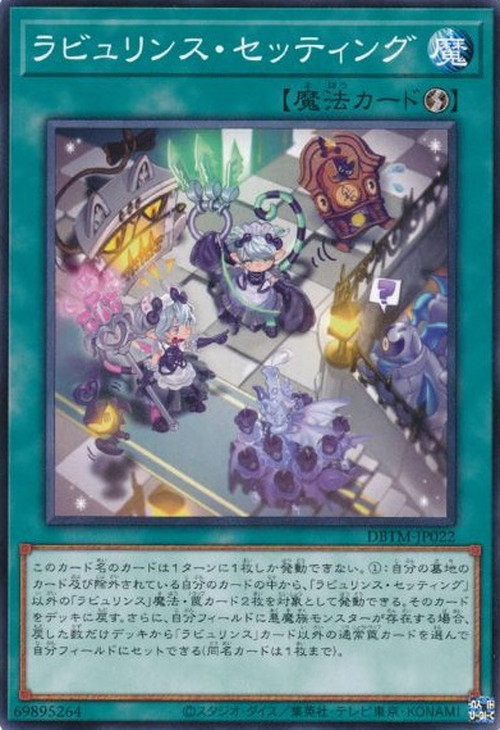 ラビュリンス・セッティング
魔
【魔法カード】
?
DBTM-JP022
このカード名のカードは1ターンに1枚しか発動できない。①:自分の墓地の
カード及び除外されている自分のカードの中から、「ラビュリンス・セッティング」
以外の「ラビュリンス」魔法・罠カード2枚を対象として発動できる。そのカード
をデッキに戻す。さらに、自分フィールドに悪魔族モンスターが存在する場合、
戻した数だけデッキから「ラビュリンス」カード以外の通常罠カードを選んで
自分フィールドにセットできる(同名カードは1枚まで)。
69895264
©スタジオ・ダイス/集英社・テレビ東京・KONAMI